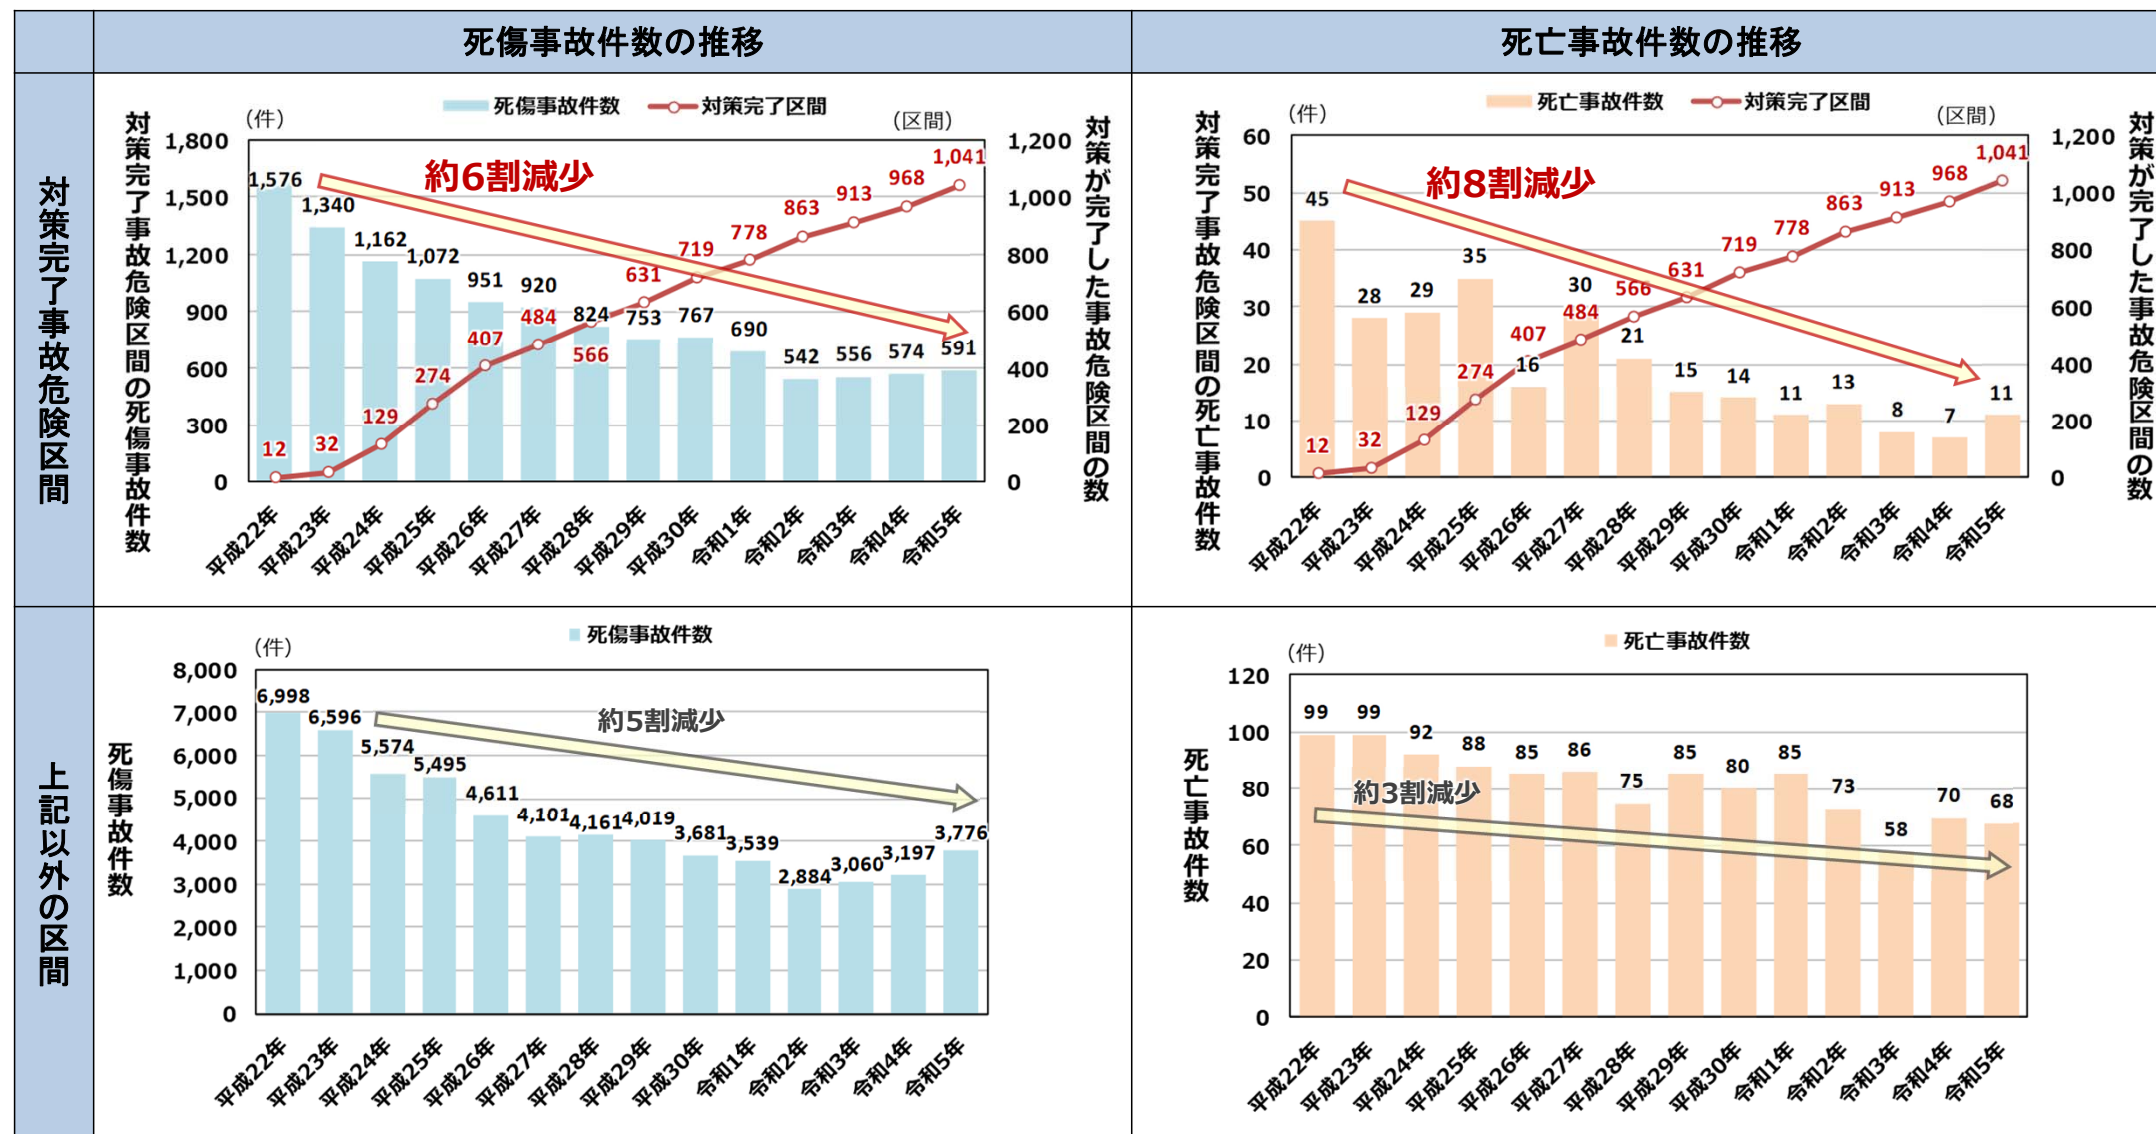 死傷事故件数の推移
死亡事故件数の推移
対策完了事故危険区間
対策完了事故危険区間の死傷事故件数
(件)
死傷事故件数
対策完了区間
(区間)
対策が完了した事故危険区間の数
約6割減少
1,800
1,500
1,200
900
600
300
0
1,200
1,000
800
600
400
200
0
1,576
1,340
1,162
1,072
951
920
824
753
767
690
542
556
574
591
12
32
129
274
407
484
566
631
719
778
863
913
968
1,041
平成22年
平成23年
平成24年
平成25年
平成26年
平成27年
平成28年
平成29年
平成30年
令和1年
令和2年
令和3年
令和4年
令和5年
対策完了事故危険区間の死亡事故件数
(件)
死亡事故件数
対策完了区間
(区間)
対策が完了した事故危険区間の数
約8割減少
60
50
40
30
20
10
0
1,200
1,000
800
600
400
200
0
45
28
29
35
16
30
21
15
14
11
13
8
7
11
12
32
129
274
407
484
566
631
719
778
863
913
968
1,041
平成22年
平成23年
平成24年
平成25年
平成26年
平成27年
平成28年
平成29年
平成30年
令和1年
令和2年
令和3年
令和4年
令和5年
上記以外の区間
死傷事故件数
(件)
死傷事故件数
約5割減少
8,000
7,000
6,000
5,000
4,000
3,000
2,000
1,000
0
6,998
6,596
5,574
5,495
4,611
4,101
4,161
4,019
3,681
3,539
2,884
3,060
3,197
3,776
平成22年
平成23年
平成24年
平成25年
平成26年
平成27年
平成28年
平成29年
平成30年
令和1年
令和2年
令和3年
令和4年
令和5年
死亡事故件数
(件)
死亡事故件数
約3割減少
120
100
80
60
40
20
0
99
99
92
88
85
86
75
85
80
85
73
58
70
68
平成22年
平成23年
平成24年
平成25年
平成26年
平成27年
平成28年
平成29年
平成30年
令和1年
令和2年
令和3年
令和4年
令和5年